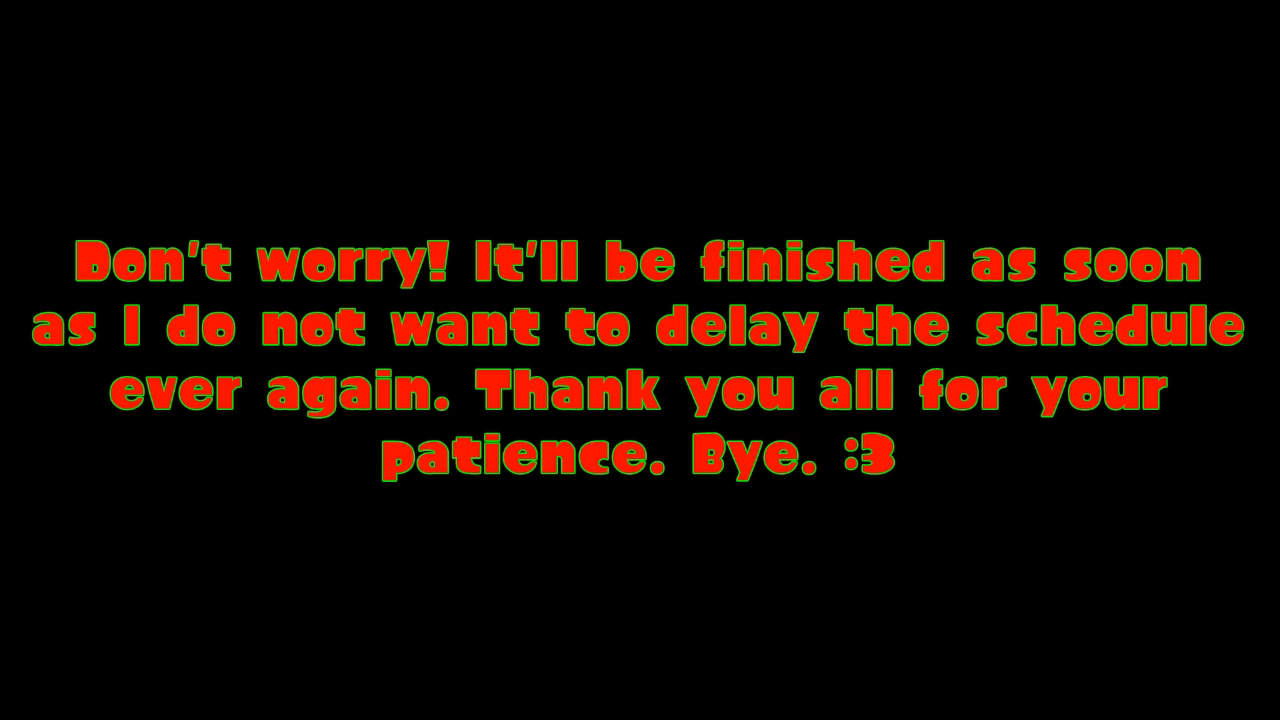 Don't worry! It'll be finished as soon
as I do not want to delay the schedule
ever again. Thank you all for your
patience. Bye. :3